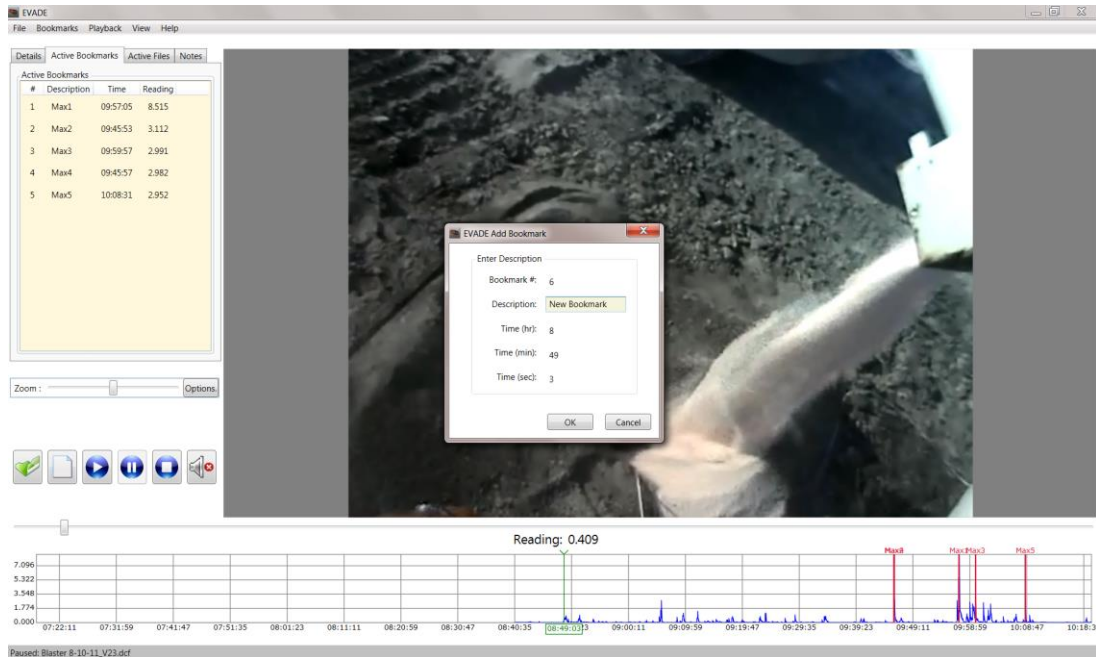 EVADE
File Bookmarks Playback View Help
Details Active Bookmarks Active Files Notes
Active Bookmarks
# Description Time Reading
1 Max1 09:57:05 8.515
2 Max2 09:45:53 3.112
3 Max3 09:59:57 2.991
4 Max4 09:45:57 2.982
5 Max5 10:08:31 2.952
EVADE Add Bookmark
Enter Description
Bookmark #: 6
Description: New Bookmark
Time (hr): 8
Time (min): 49
Time (sec): 3
OK Cancel
Zoom : Options
Reading: 0.409
Max3 Max5
7.096
5.322
3.548
1.774
0.000
07:22:11 07:31:59 07:41:47 07:51:35 08:01:23 08:11:11 08:20:59 08:30:47 08:40:35 08:49:03 09:00:11 09:09:59 09:19:47 09:29:35 09:39:23 09:49:11 09:58:59 10:08:47 10:18:3
Paused: Blaster 8-10-11_V23.dcf